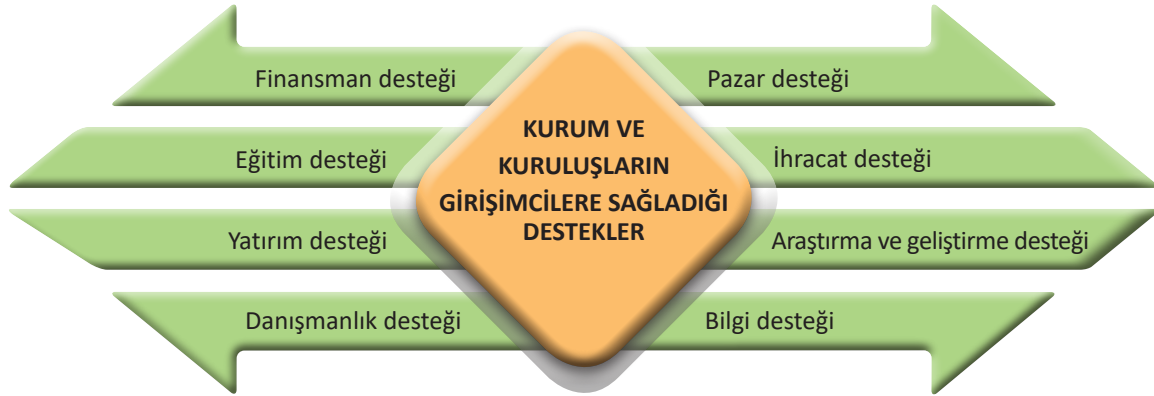 Finansman desteği
Pazar desteği
Eğitim desteği
İhracat desteği
Yatırım desteği
Araştırma ve geliştirme desteği
Danışmanlık desteği
Bilgi desteği
KURUM VE
KURULUŞLARIN
GİRİŞİMCİLERE SAĞLADIĞI
DESTEKLER